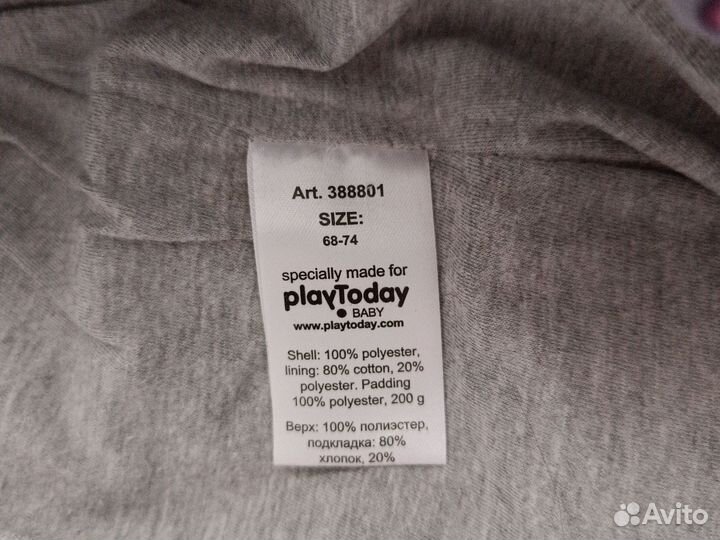 Art. 388801
SIZE:
68-74
specially made for
playToday
BABY
www.playtoday.com
Shell: 100% polyester,
lining: 80% cotton, 20%
polyester. Padding
100% polyester, 200 g
Верх: 100% полиэстер,
подкладка: 80%
хлопок, 20%
Avito